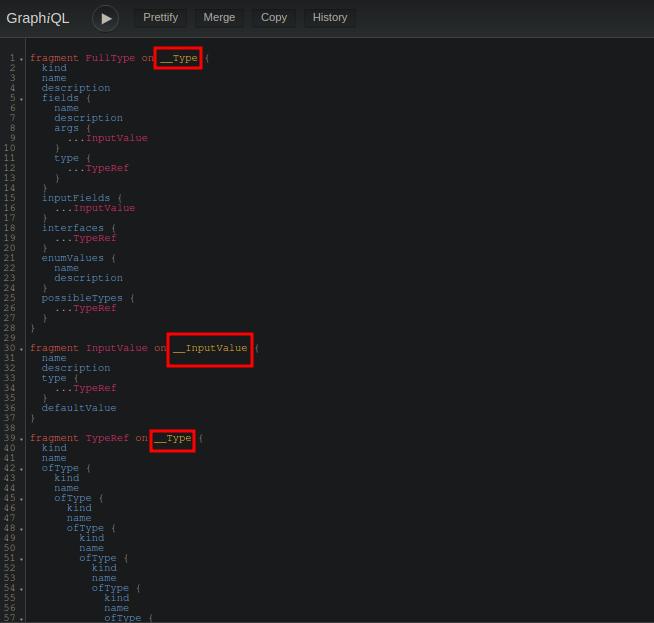 GraphiQL Prettify Merge Copy History
1 fragment FullType on __Type {
2 kind
3 name
4 description
5 fields {
6 name
7 description
8 args {
9 ...InputValue
10 }
11 type {
12 ...TypeRef
13 }
14 }
15 inputFields {
16 ...InputValue
17 }
18 interfaces {
19 ...TypeRef
20 }
21 enumValues {
22 name
23 description
24 }
25 possibleTypes {
26 ...TypeRef
27 }
28 }
29
30 fragment InputValue on __InputValue {
31 name
32 description
33 type {
34 ...TypeRef
35 }
36 defaultValue
37 }
38
39 fragment TypeRef on __Type {
40 kind
41 name
42 ofType {
43 kind
44 name
45 ofType {
46 kind
47 name
48 ofType {
49 kind
50 name
51 ofType {
52 kind
53 name
54 ofType {
55 kind
56 name
57 ofType {